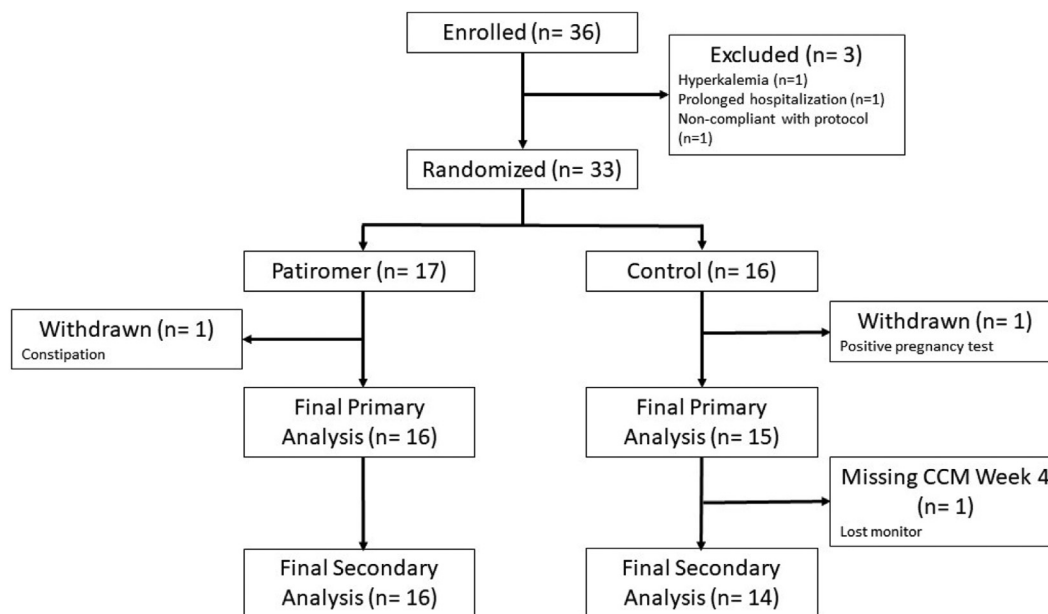 Enrolled (n= 36)
Excluded (n= 3)
Hyperkalemia (n=1)
Prolonged hospitalization (n=1)
Non-compliant with protocol
(n=1)
Randomized (n= 33)
Patiromer (n= 17)
Control (n= 16)
Withdrawn (n= 1)
Constipation
Withdrawn (n= 1)
Positive pregnancy test
Final Primary
Analysis (n= 16)
Final Primary
Analysis (n= 15)
Missing CCM Week 4
(n= 1)
Lost monitor
Final Secondary
Analysis (n= 16)
Final Secondary
Analysis (n= 14)